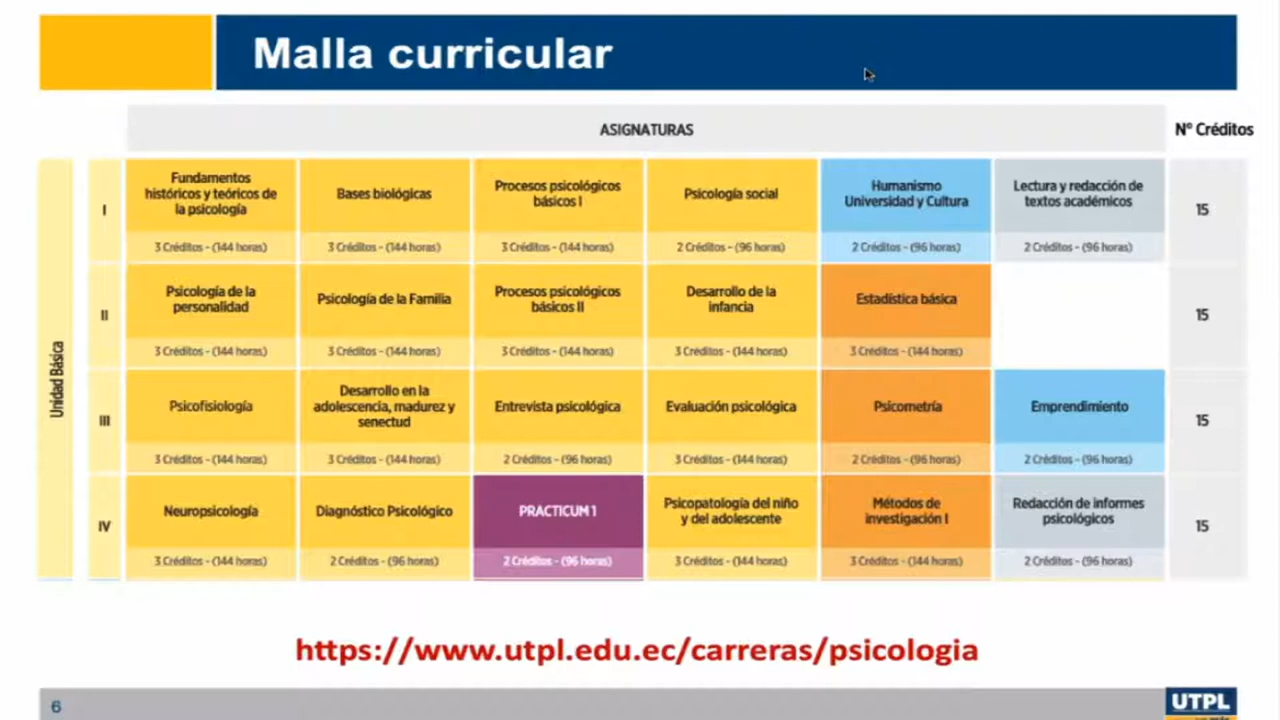 Malla curricular
ASIGNATURAS
Nº Créditos
Unidad Básica
I
Fundamentos
históricos y teóricos de
la psicología
3 Créditos - (144 horas)
Bases biológicas
3 Créditos - (144 horas)
Procesos psicológicos
básicos I
3 Créditos - (144 horas)
Psicología social
2 Créditos - (96 horas)
Humanismo
Universidad y Cultura
2 Créditos - (96 horas)
Lectura y redacción de
textos académicos
2 Créditos - (96 horas)
15
II
Psicología de la
personalidad
3 Créditos - (144 horas)
Psicología de la Familia
3 Créditos - (144 horas)
Procesos psicológicos
básicos II
3 Créditos - (144 horas)
Desarrollo de la
infancia
3 Créditos - (144 horas)
Estadística básica
3 Créditos - (144 horas)
15
III
Psicofisiología
3 Créditos - (144 horas)
Desarrollo en la
adolescencia, madurez y
senectud
3 Créditos - (144 horas)
Entrevista psicológica
2 Créditos - (96 horas)
Evaluación psicológica
3 Créditos - (144 horas)
Psicometría
2 Créditos - (96 horas)
Emprendimiento
2 Créditos - (96 horas)
15
IV
Neuropsicología
3 Créditos - (144 horas)
Diagnóstico Psicológico
2 Créditos - (96 horas)
PRACTICUM 1
2 Créditos - (96 horas)
Psicopatología del niño
y del adolescente
3 Créditos - (144 horas)
Métodos de
investigación I
3 Créditos - (144 horas)
Redacción de informes
psicológicos
2 Créditos - (96 horas)
15
https://www.utpl.edu.ec/carreras/psicologia
6
UTPL